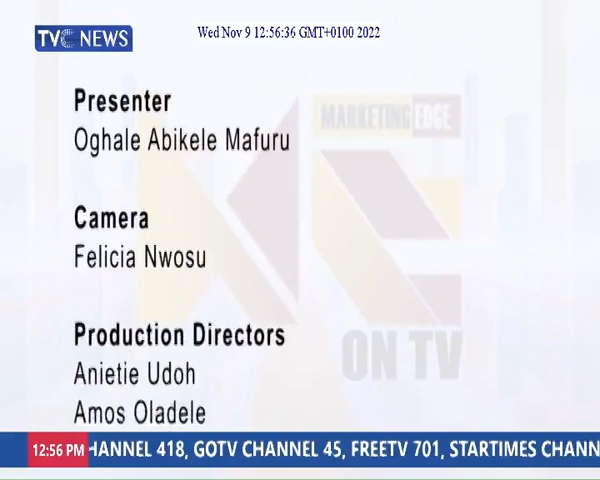 TVC NEWS
Wed Nov 9 12:56:36 GMT+0100 2022
MARKETING EDGE
Presenter
Oghale Abikele Mafuru
Camera
Felicia Nwosu
Production Directors
Anietie Udoh
Amos Oladele
ON TV
12:56 PM
HANNEL 418, GOTV CHANNEL 45, FREETV 701, STARTIMES CHANN